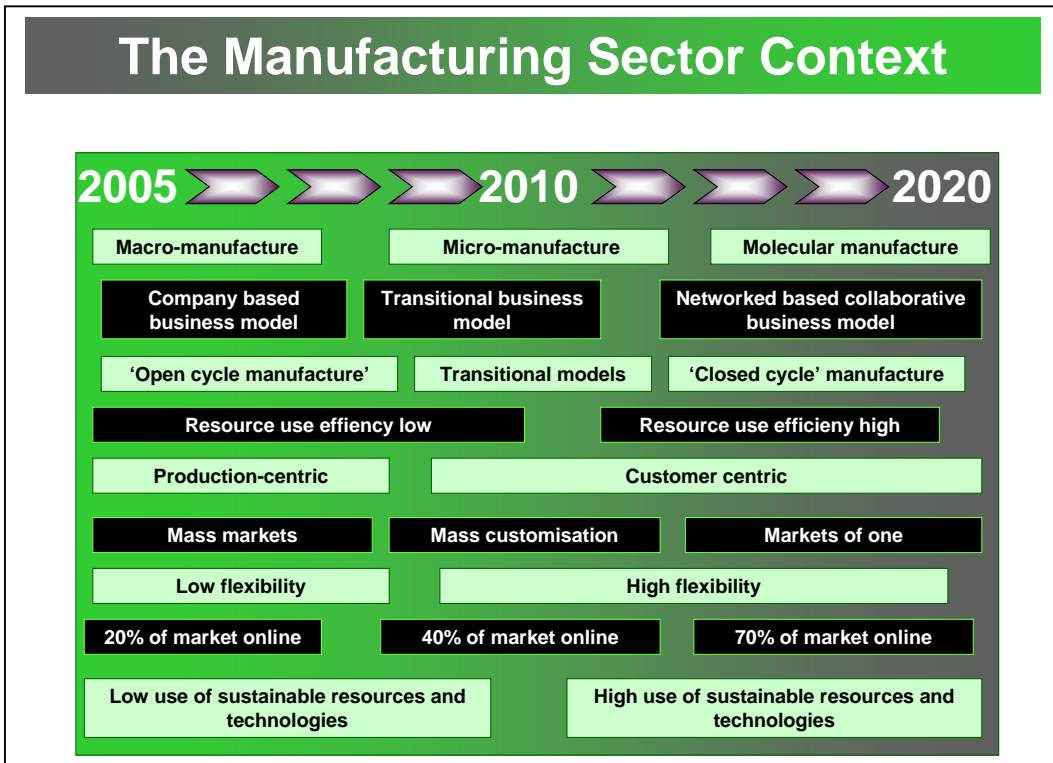 The Manufacturing Sector Context
2005 2010 2020
Macro-manufacture Micro-manufacture Molecular manufacture
Company based
business model
Transitional business
model
Networked based collaborative
business model
‘Open cycle manufacture’ Transitional models ‘Closed cycle’ manufacture
Resource use effiency low Resource use efficieny high
Production-centric Customer centric
Mass markets Mass customisation Markets of one
Low flexibility High flexibility
20% of market online 40% of market online 70% of market online
Low use of sustainable resources and
technologies
High use of sustainable resources and
technologies